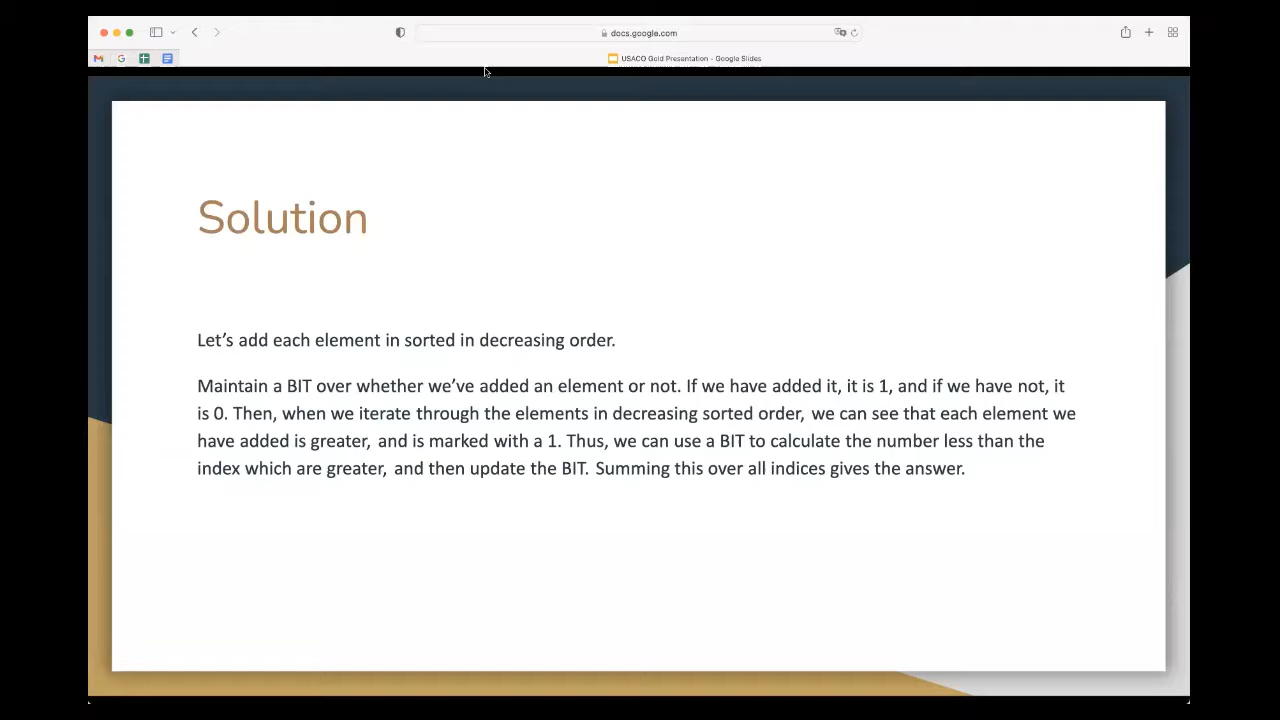 docs.google.com
USACO Gold Presentation - Google Slides
Solution
Let's add each element in sorted in decreasing order.
Maintain a BIT over whether we've added an element or not. If we have added it, it is 1, and if we have not, it
is 0. Then, when we iterate through the elements in decreasing sorted order, we can see that each element we
have added is greater, and is marked with a 1. Thus, we can use a BIT to calculate the number less than the
index which are greater, and then update the BIT. Summing this over all indices gives the answer.